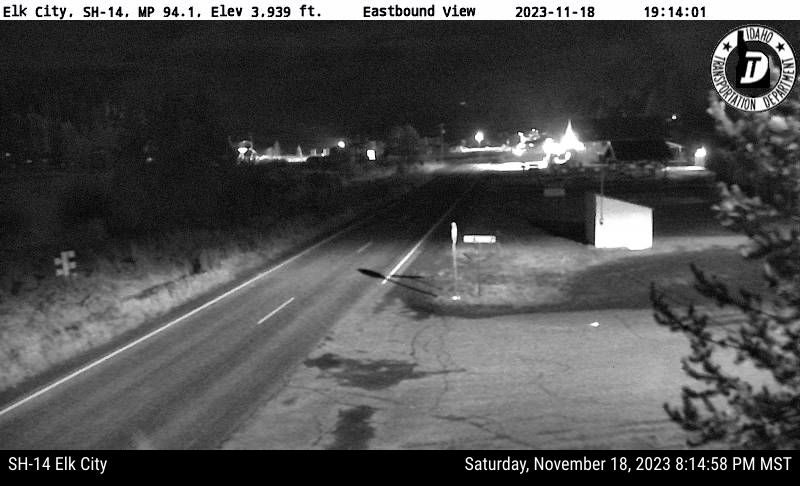 Elk City, SH-14, MP 94.1, Elev 3,939 ft. Eastbound View 2023-11-18 19:14:01
IDAHO
TRANSPORTATION DEPARTMENT
SH-14 Elk City Saturday, November 18, 2023 8:14:58 PM MST